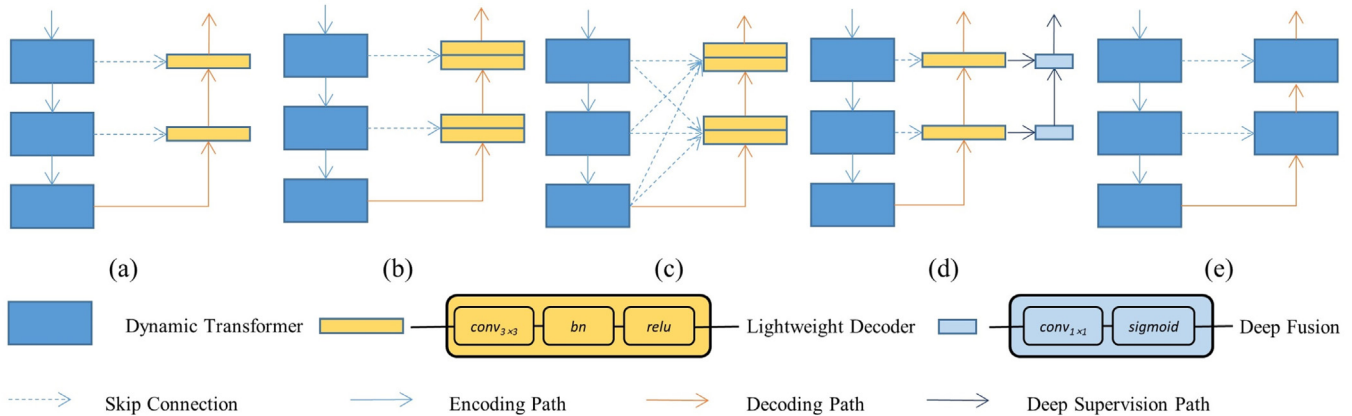 (a) (b) (c) (d) (e)
Dynamic Transformer conv3×3 bn relu Lightweight Decoder conv1×1 sigmoid Deep Fusion
Skip Connection Encoding Path Decoding Path Deep Supervision Path